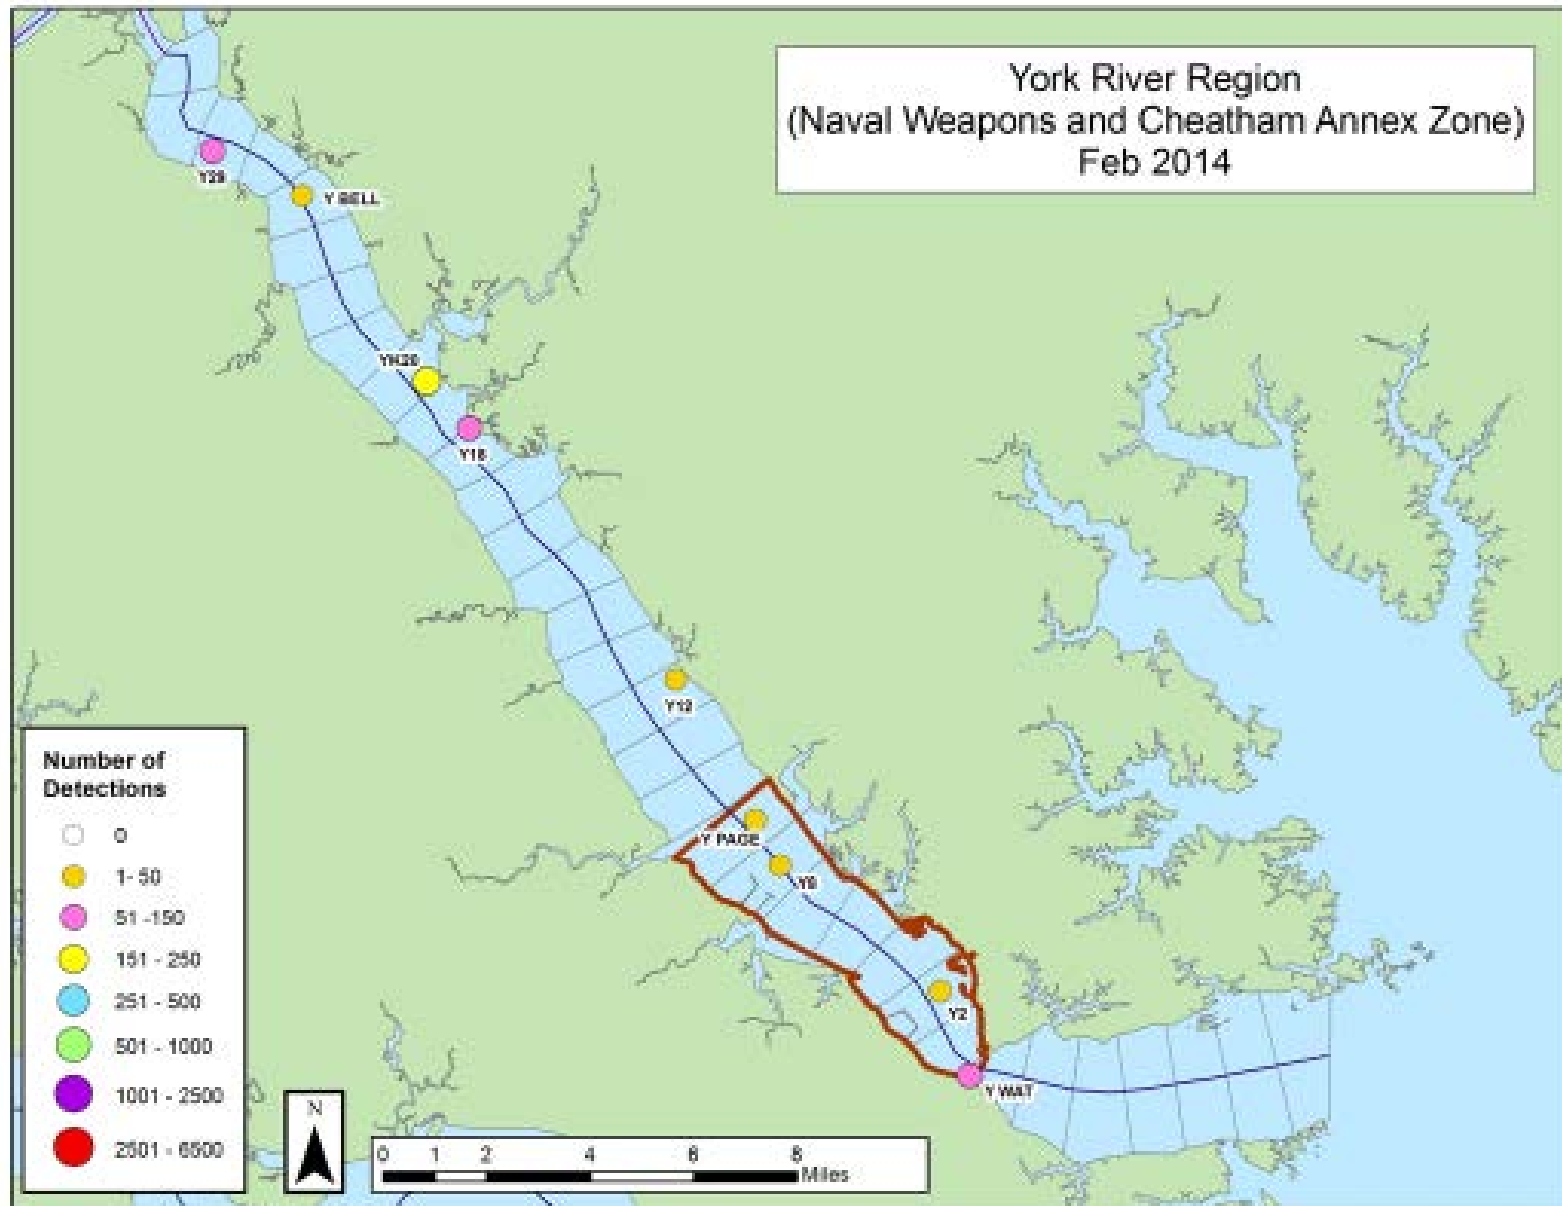 York River Region
(Naval Weapons and Cheatham Annex Zone)
Feb 2014
Y BELL
YK20
Y18
Y12
Y PAGE
Y2
Y WAT
Number of
Detections
0
1- 50
51 -150
151 - 250
251 - 500
501 - 1000
1001 - 2500
2501 - 6500
N
0 1 2 4 6 8
Miles